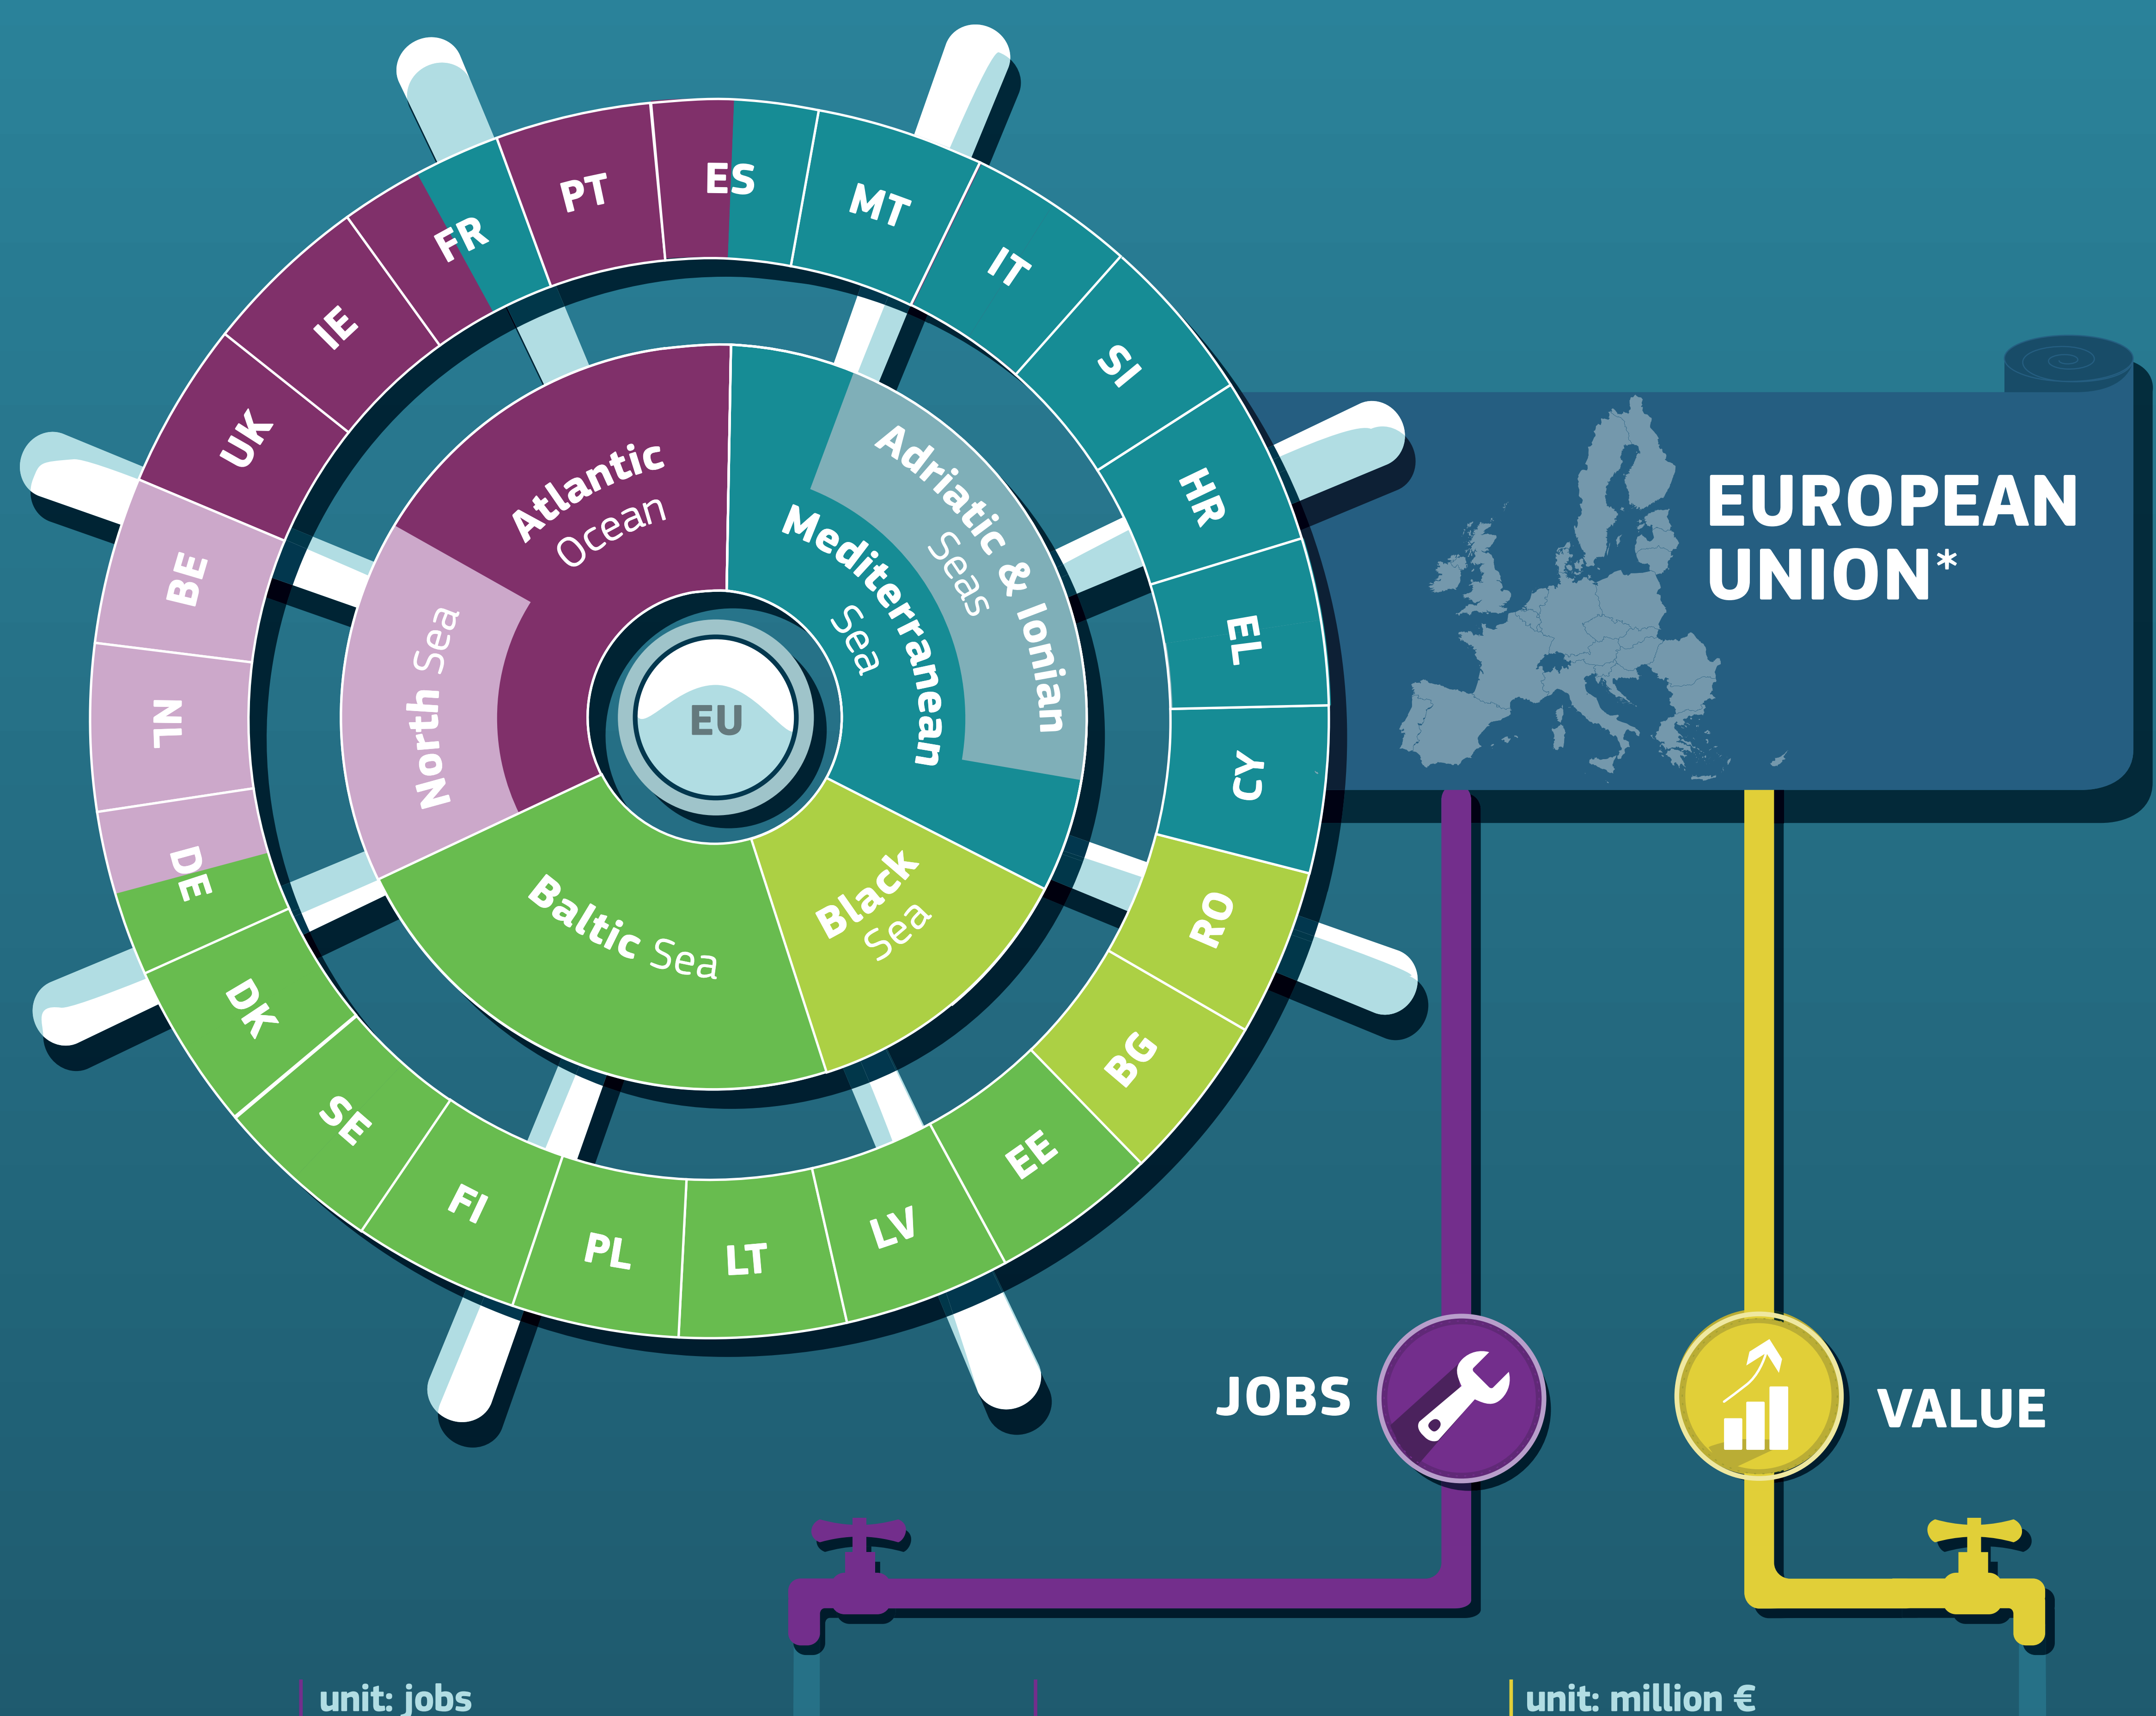 PT
ES
MT
IT
SI
HR
EL
CY
RO
BG
EE
LV
LT
PL
FI
SE
DK
DE
NL
BE
UK
IE
FR
Atlantic
Ocean
Adriatic & Ionian
Seas
Mediterranean
Sea
North Sea
Baltic Sea
Black
Sea
EU
EUROPEAN
UNION*
JOBS
VALUE
unit: jobs
unit: million €